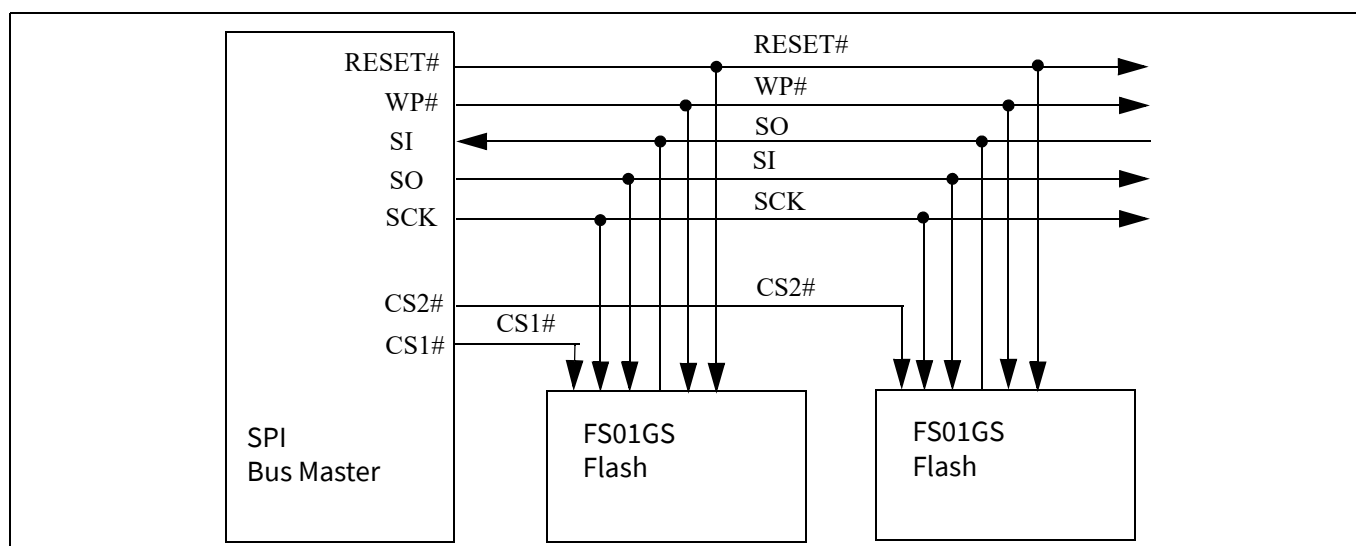 RESET#
RESET#
WP#
WP#
SI
SO
SO
SI
SCK
SCK
CS2#
CS2#
CS1#
CS1#
SPI
Bus Master
FS01GS
Flash
FS01GS
Flash